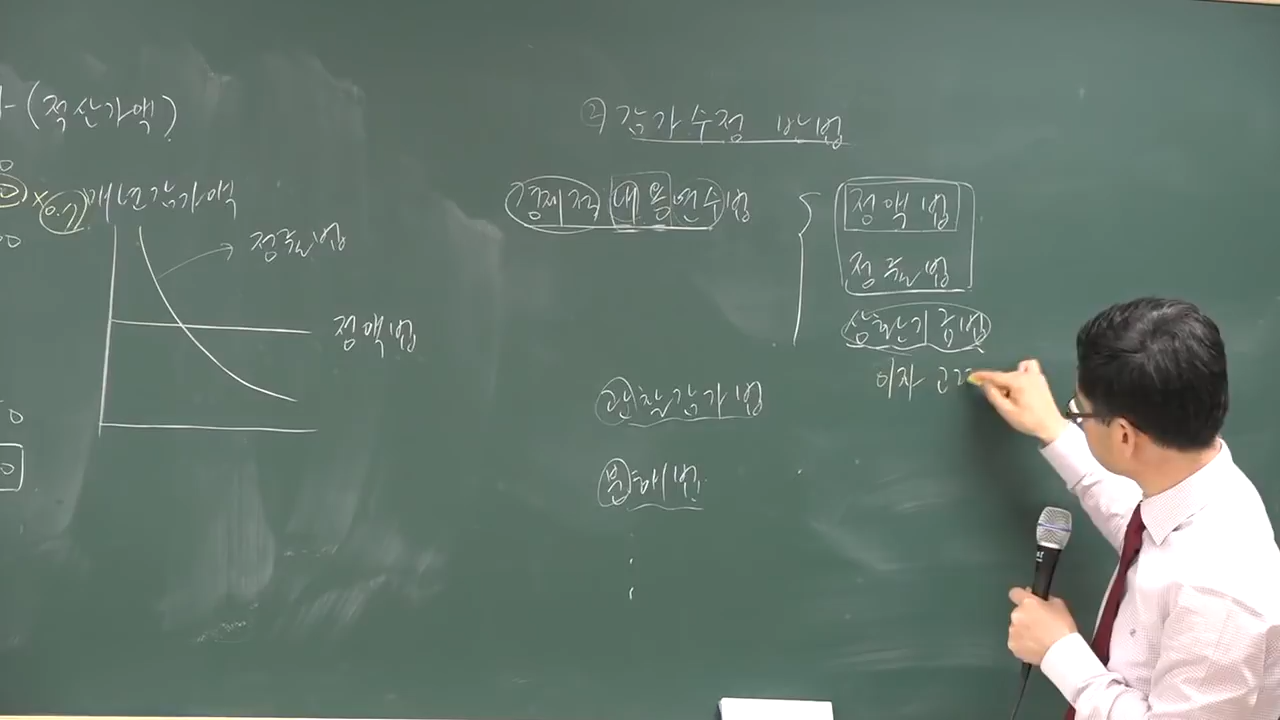 (적산가액)
×0.9
매년감가액
정률법
정액법
② 감가수정 방법
경제적 내용연수법
정액법
정률법
상환기금법
이자 고려
관찰감가법
분해법